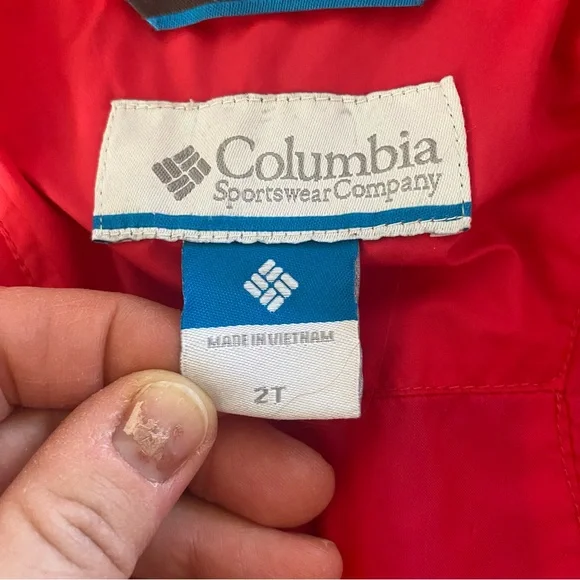 Columbia
Sportswear Company
MADE IN VIETNAM
2T